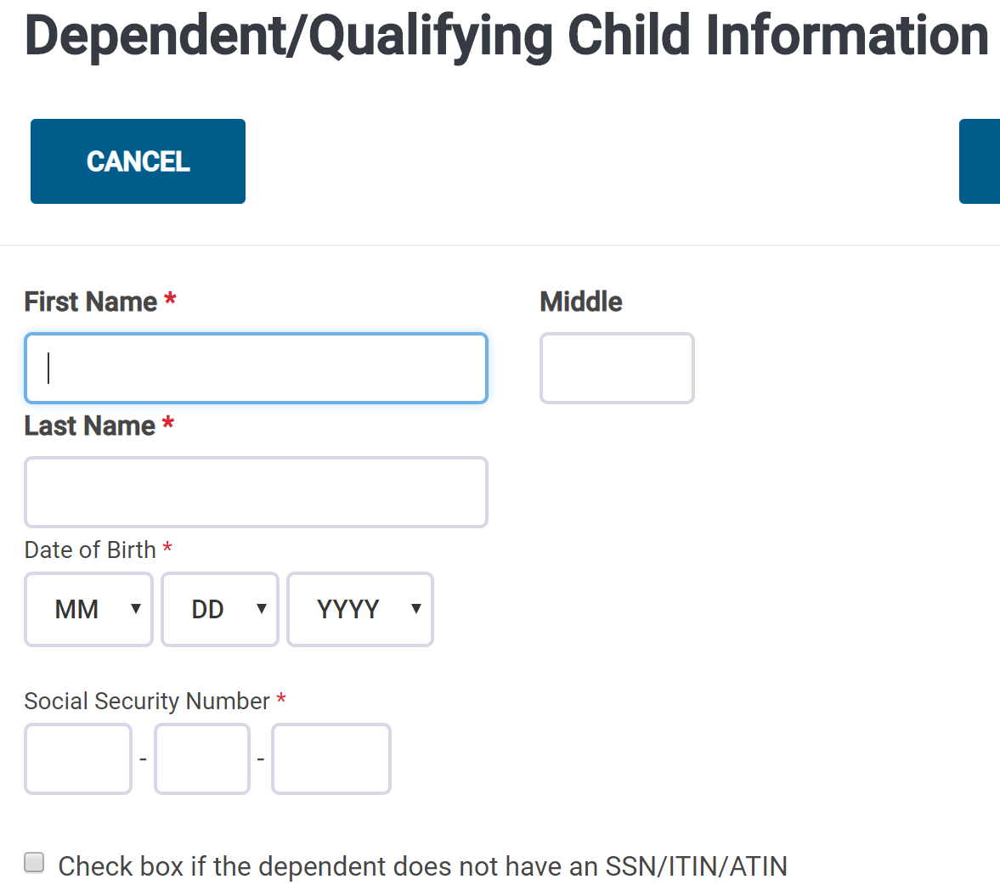 Dependent/Qualifying Child Information
CANCEL
First Name * Middle
Last Name *
Date of Birth *
MM DD YYYY
Social Security Number *
- -
Check box if the dependent does not have an SSN/ITIN/ATIN